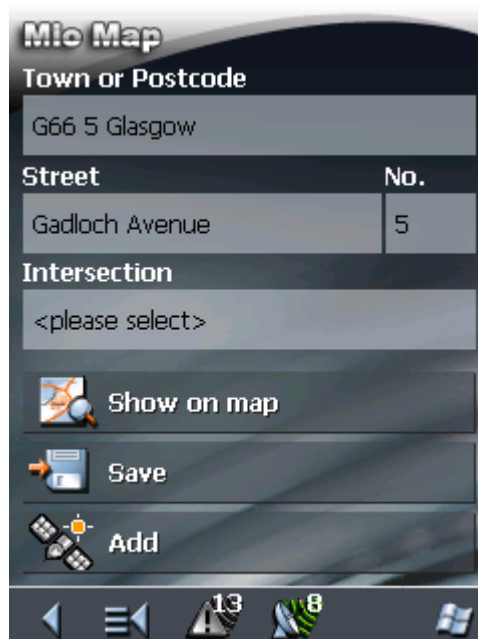 Mio Map
Town or Postcode
G66 5 Glasgow
Street No.
Gadloch Avenue 5
Intersection
<please select>
Show on map
Save
Add
13 8